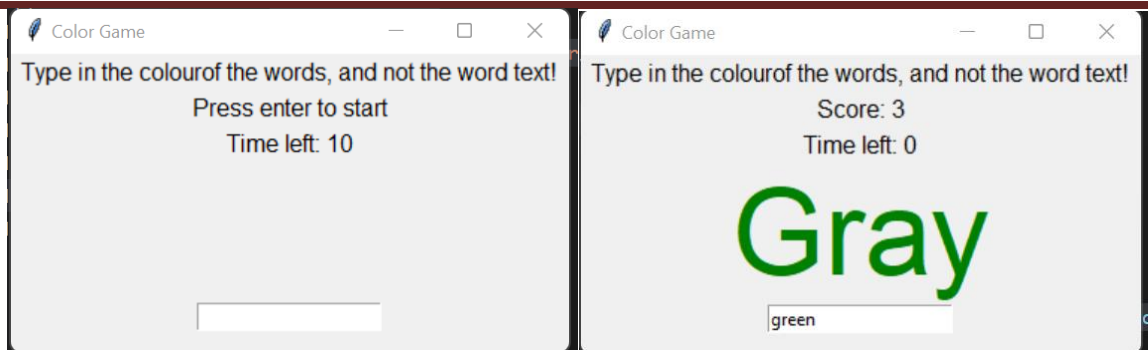 Color Game
Type in the colourof the words, and not the word text!
Press enter to start
Time left: 10
Color Game
Type in the colourof the words, and not the word text!
Score: 3
Time left: 0
Gray
green